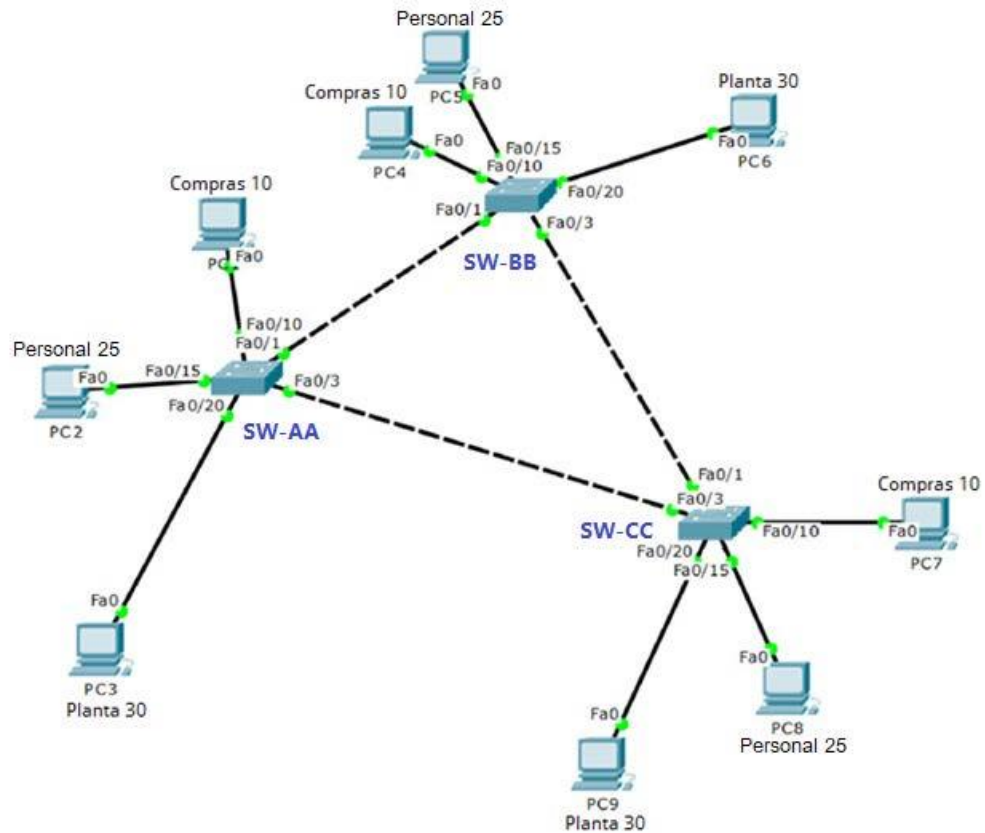 Personal 25
PC5
Fa0
Compras 10
PC4
Fa0
Planta 30
Fa0
PC6
Fa0/15
Fa0/10
Fa0/20
Fa0/1
Fa0/3
SW-BB
Compras 10
Fa0
Fa0/10
Fa0/1
Personal 25
Fa0
PC2
Fa0/15
Fa0/20
Fa0/3
SW-AA
Fa0/1
Fa0/3
SW-CC
Fa0/20
Fa0/15
Fa0/10
Compras 10
Fa0
PC7
Fa0
PC3
Planta 30
Fa0
PC8
Personal 25
Fa0
PC9
Planta 30